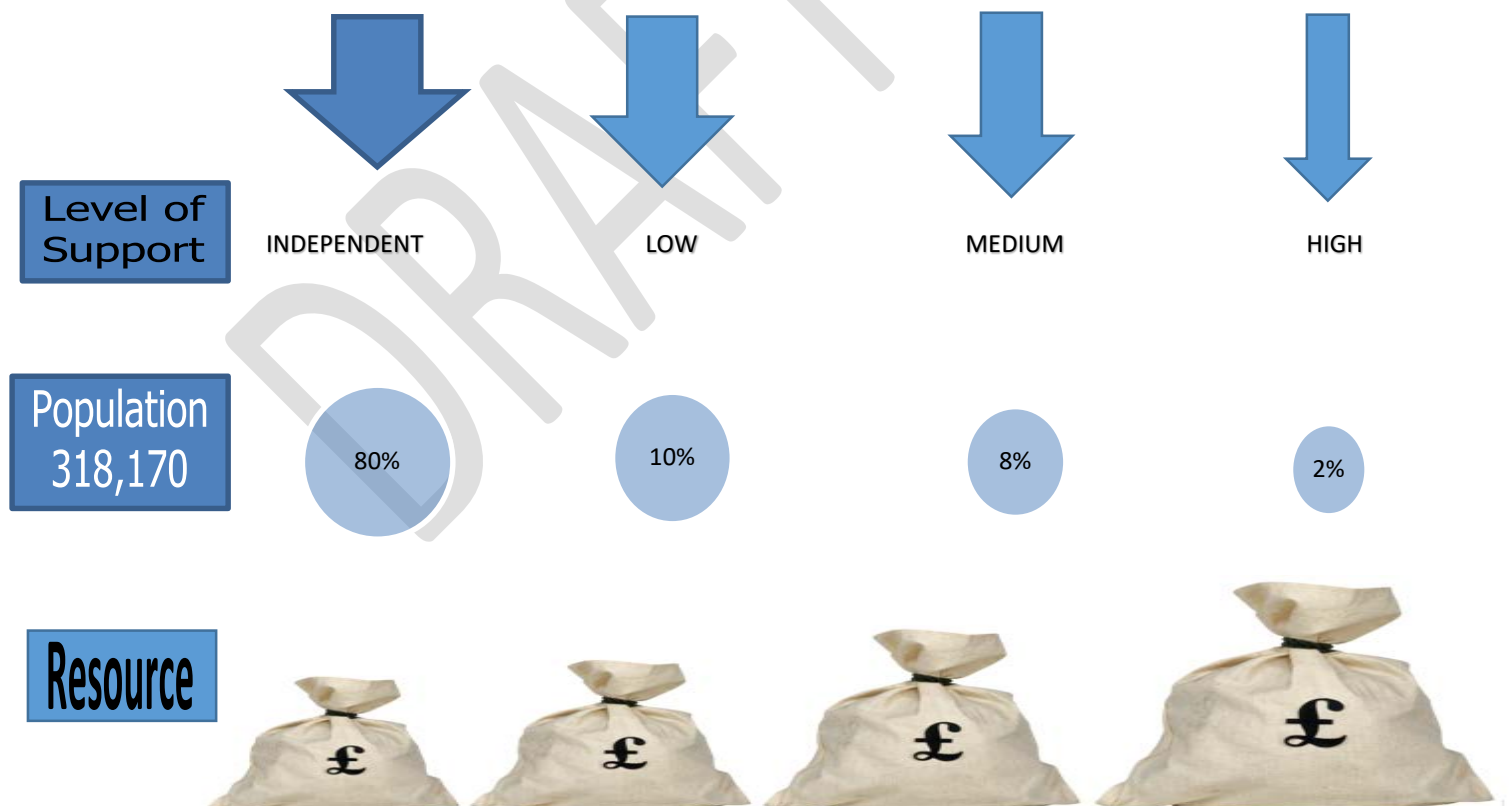 DRAFT
Level of
Support
INDEPENDENT
LOW
MEDIUM
HIGH
Population
318,170
80%
10%
8%
2%
Resource
£
£
£
£